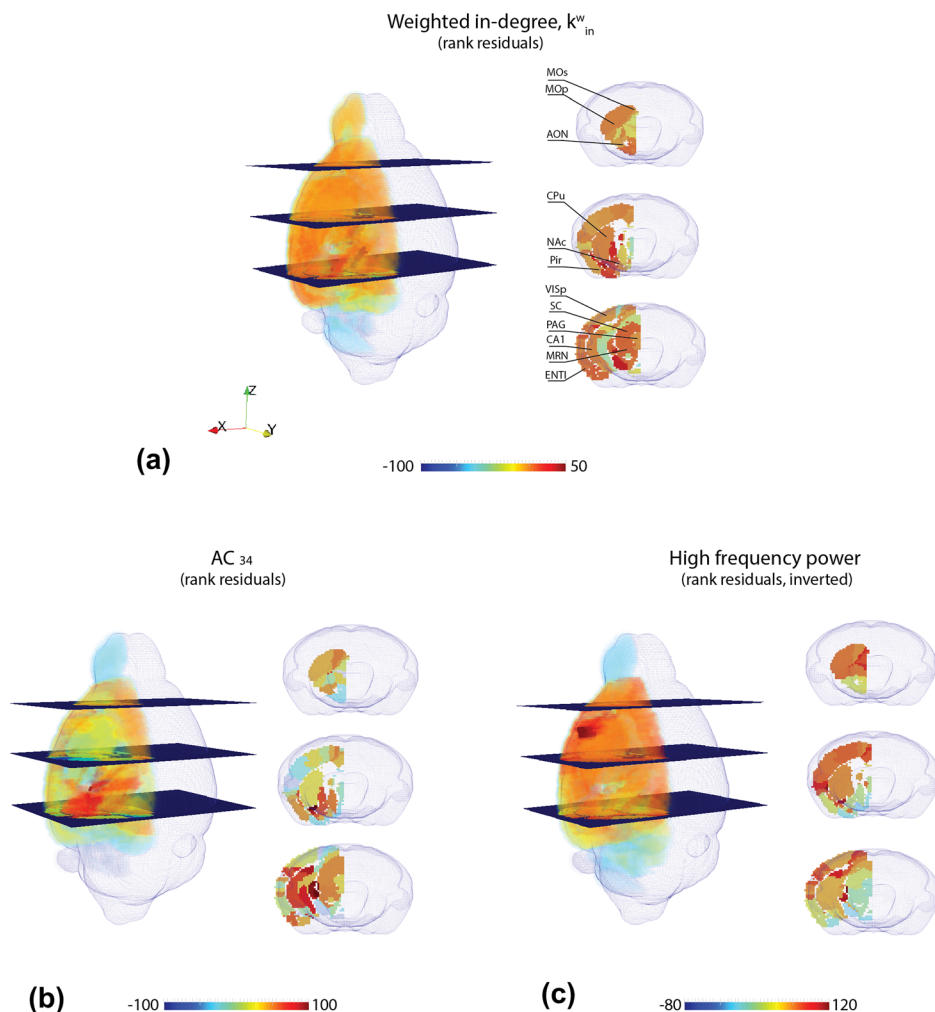 Weighted in-degree, k^w_in
(rank residuals)
MOs
MOp
AON
CPu
NAc
Pir
VISp
SC
PAG
CA1
MRN
ENTl
Z
X
Y
(a)
-100
50
AC 34
(rank residuals)
High frequency power
(rank residuals, inverted)
(b)
-100
100
(c)
-80
120